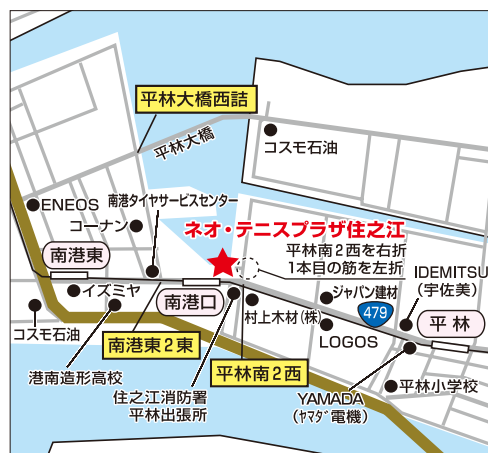 平林大橋西詰
平林大橋
コスモ石油
ENEOS
南港タイヤサービスセンター
コーナン
ネオ・テニスプラザ住之江
平林南2西を右折
1本目の筋を左折
南港東
IDEMITSU
(宇佐美)
イズミヤ
南港口
ジャパン建材
479
平林
コスモ石油
村上木材(株)
LOGOS
南港東2東
港南造形高校
平林南2西
住之江消防署
平林出張所
YAMADA
(ヤマダ電機)
平林小学校